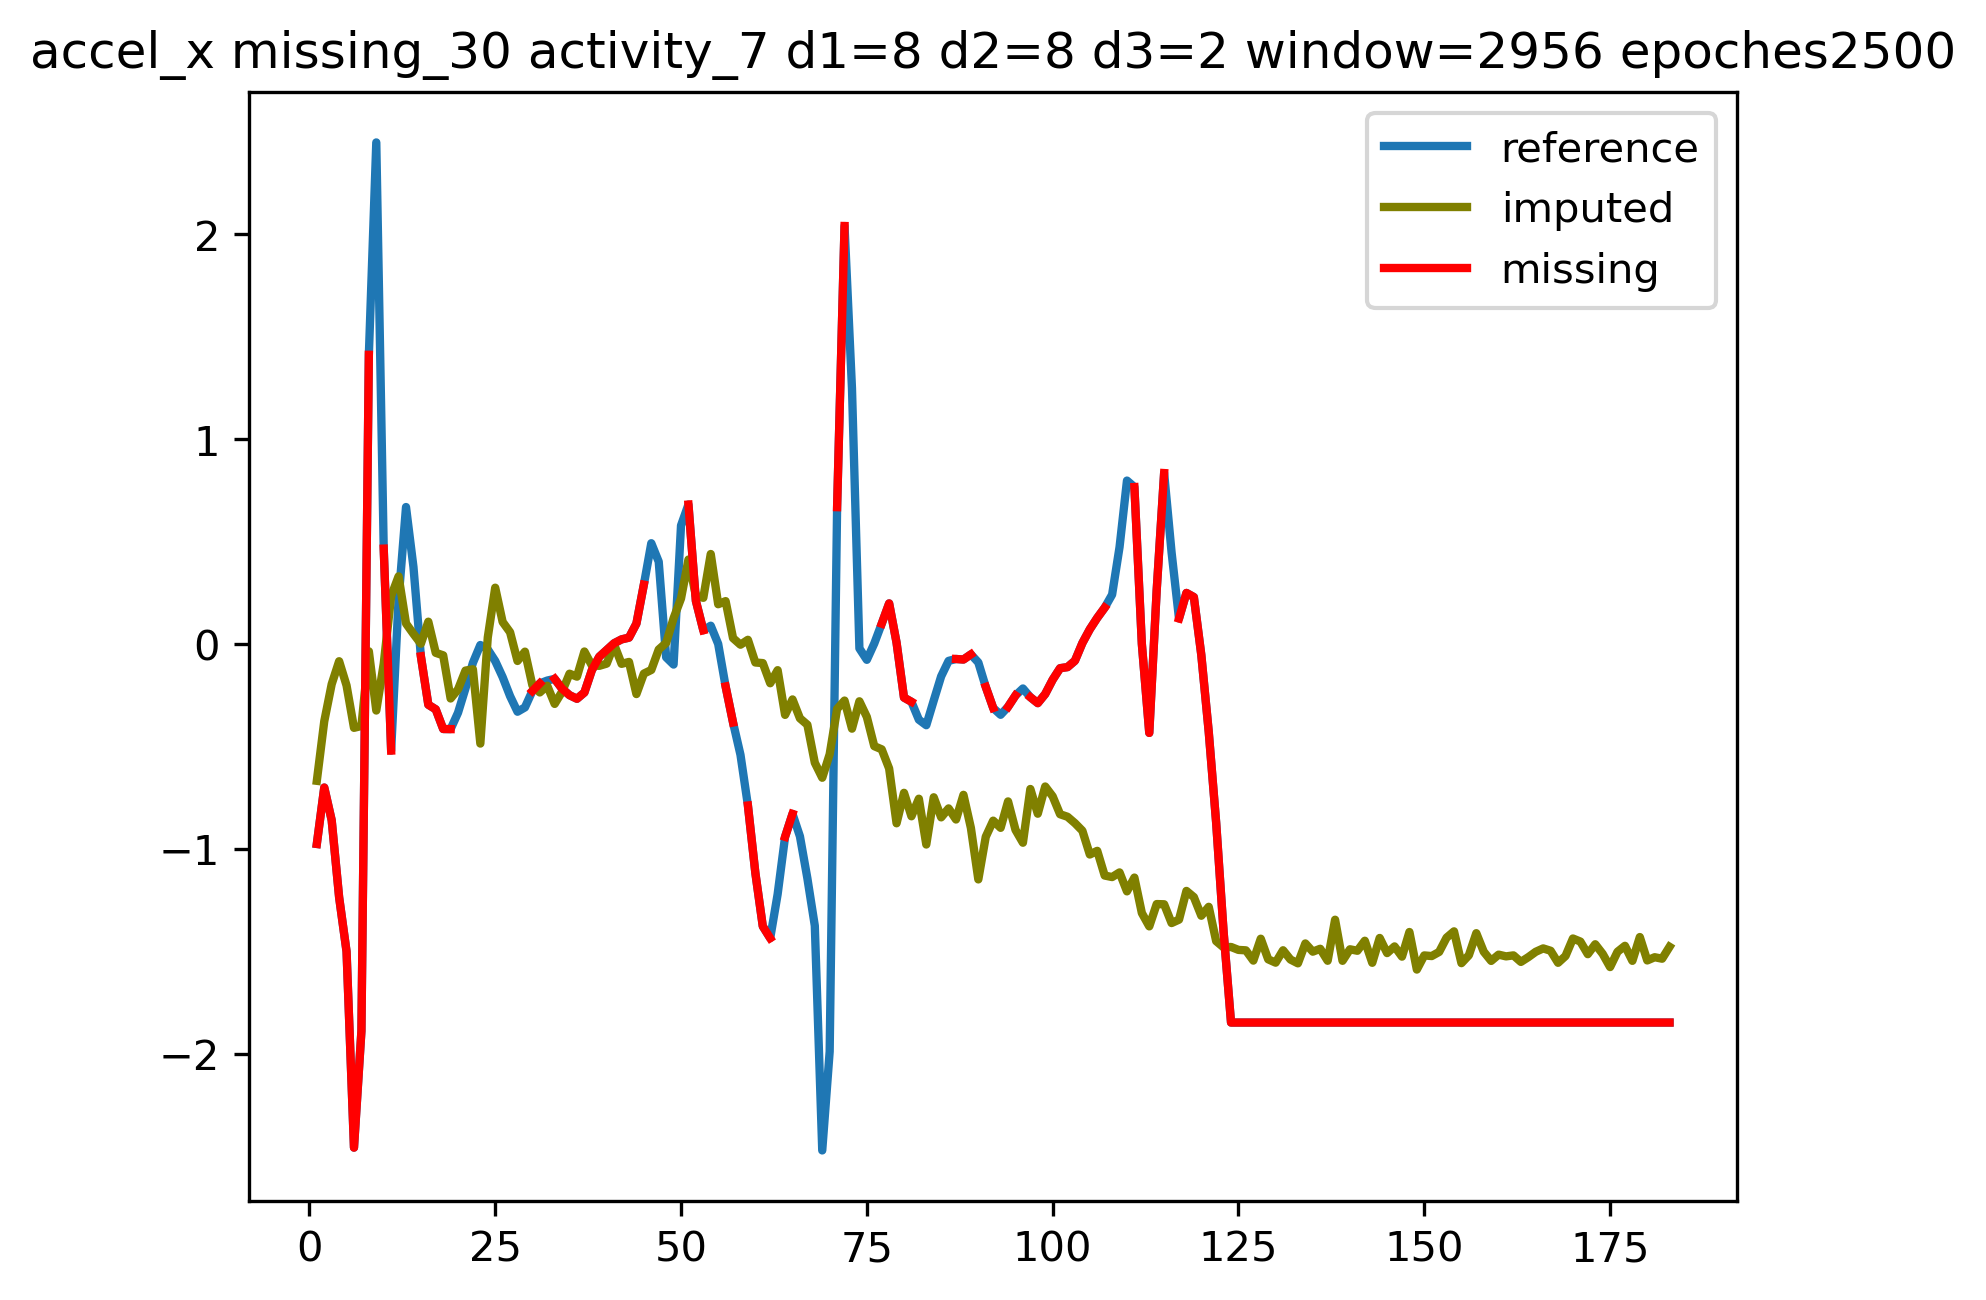 accel_x missing_30 activity_7 d1=8 d2=8 d3=2 window=2956 epoches2500
reference
imputed
missing
2
1
0
−1
−2
0 25 50 75 100 125 150 175